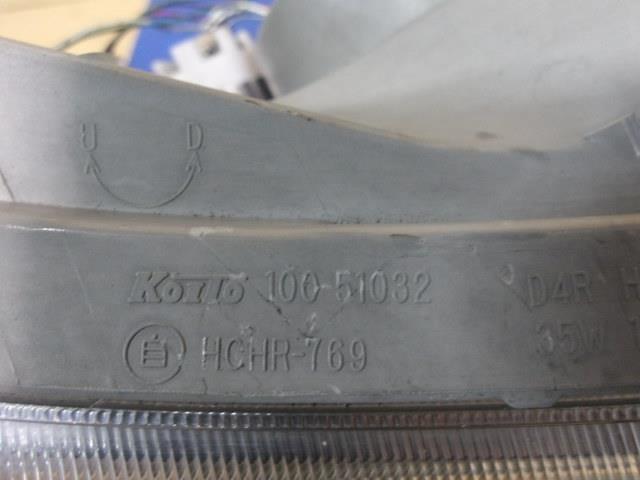 U D
KOITO 100-51032 D4R H
自 HCHR-769 35W